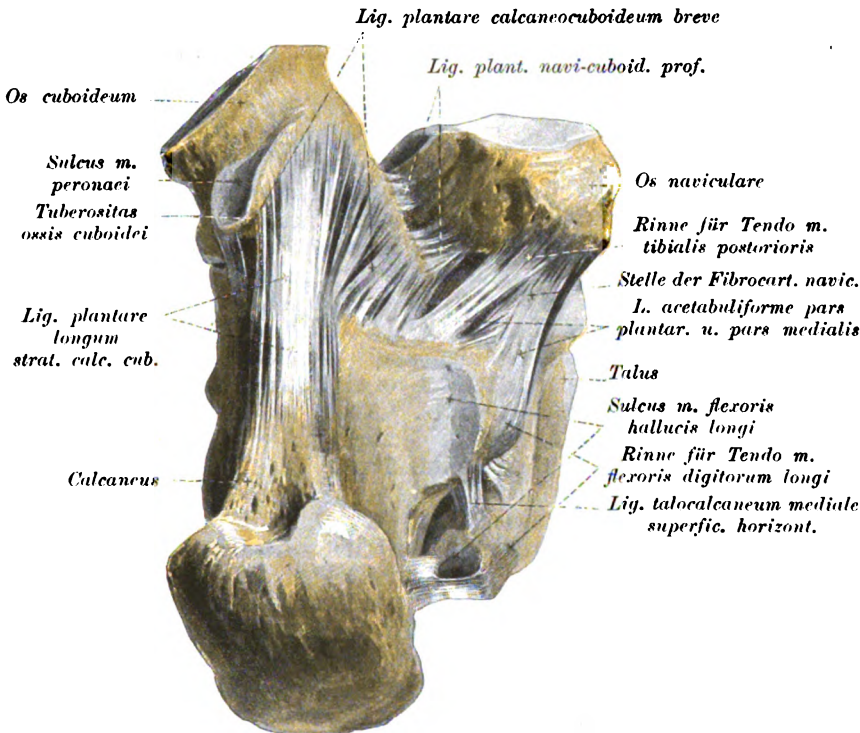 Lig. plantare calcaneocuboideum breve
Lig. plant. navi-cuboid. prof.
Os cuboideum
Sulcus m.
peronaei
Tuberositas
ossis cuboidei
Lig. plantare
longum
strat. calc. cub.
Calcaneus
Os naviculare
Rinne für Tendo m.
tibialis postorioris
Stelle der Fibrocart. navic.
L. acetabuliforme pars
plantar. u. pars medialis
Talus
Sulcus m. flexoris
hallucis longi
Rinne für Tendo m.
flexoris digitorum longi
Lig. talocalcaneum mediale
superfic. horizont.